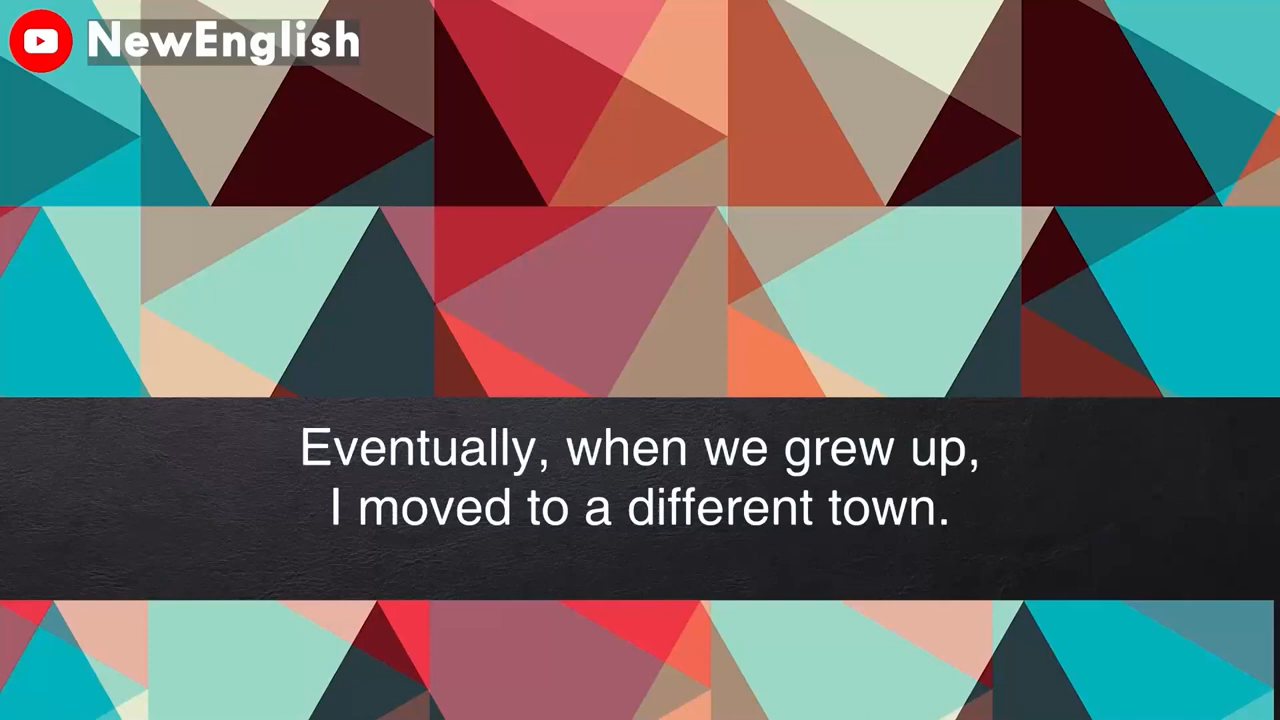 NewEnglish
Eventually, when we grew up,
I moved to a different town.